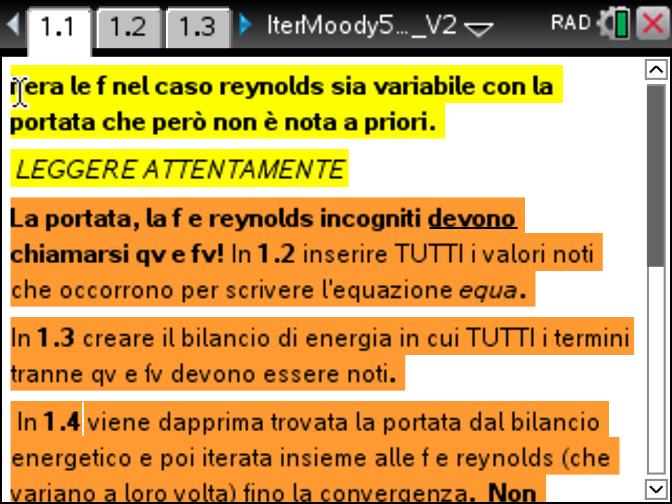 1.1 1.2 1.3 IterMoody5..._V2 RAD
itera le f nel caso reynolds sia variabile con la
portata che però non è nota a priori.
LEGGERE ATTENTAMENTE
La portata, la f e reynolds incogniti devono
chiamarsi qv e fv! In 1.2 inserire TUTTI i valori noti
che occorrono per scrivere l'equazione equa.
In 1.3 creare il bilancio di energia in cui TUTTI i termini
tranne qv e fv devono essere noti.
In 1.4 viene dapprima trovata la portata dal bilancio
energetico e poi iterata insieme alle f e reynolds (che
variano a loro volta) fino la convergenza. Non